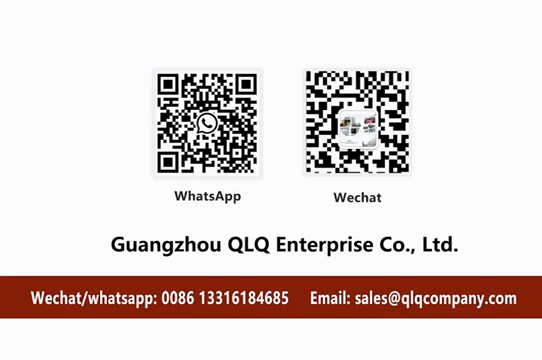 WhatsApp
Wechat
Guangzhou QLQ Enterprise Co., Ltd.
Wechat/whatsapp: 0086 13316184685 Email: sales@qlqcompany.com